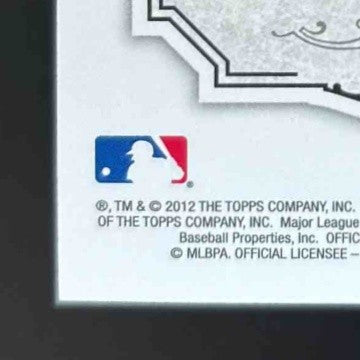 ®, TM & © 2012 THE TOPPS COMPANY, INC.
OF THE TOPPS COMPANY, INC. Major League
Baseball Properties, Inc. OFFIC
© MLBPA. OFFICIAL LICENSEE –